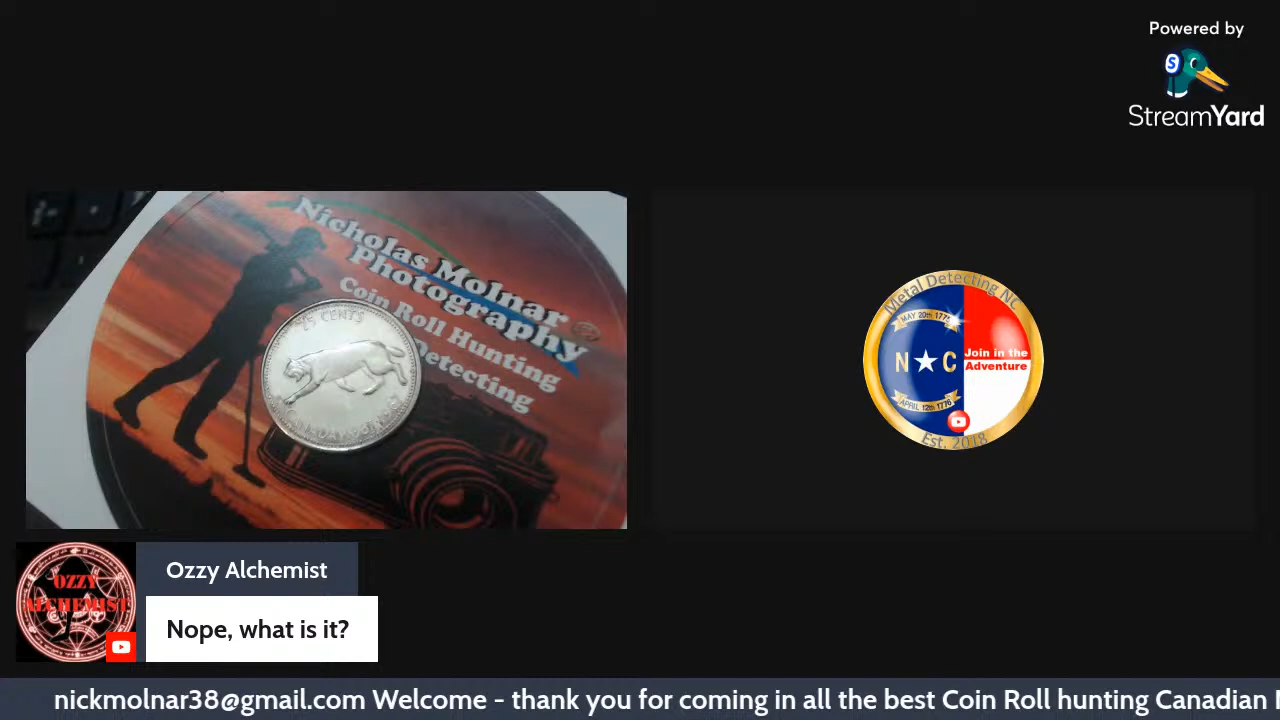 Powered by
S
StreamYard
Nicholas Molnar ®
Photography
Coin Roll Hunting
Detecting
25 CENTS
Metal Detecting NC
MAY 20th 1775
N ★ C
Join in the
Adventure
APRIL 12th 1776
Est. 2018
OZZY
ALCHEMIST
Ozzy Alchemist
Nope, what is it?
nickmolnar38@gmail.com Welcome - thank you for coming in all the best Coin Roll hunting Canadian